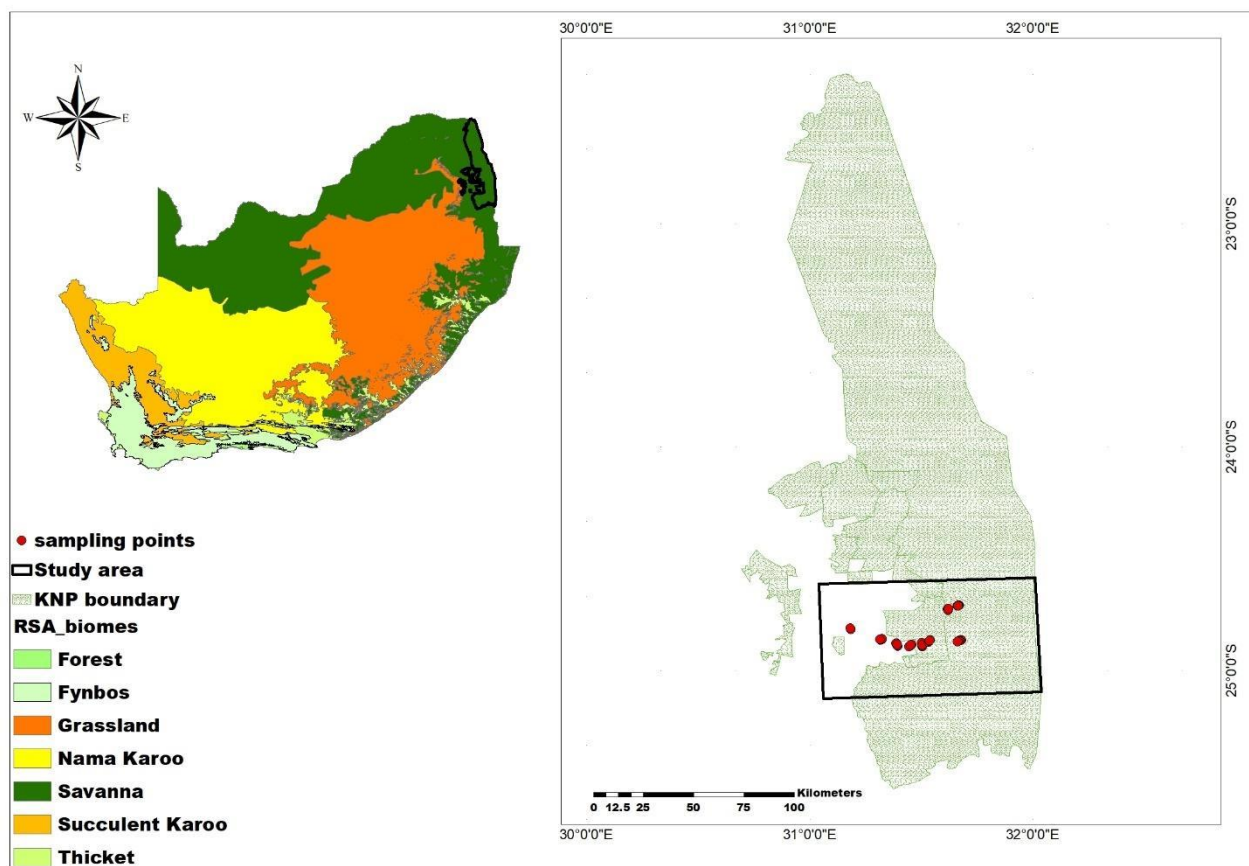 N
W
E
S
sampling points
Study area
KNP boundary
RSA_biomes
Forest
Fynbos
Grassland
Nama Karoo
Savanna
Succulent Karoo
Thicket
30°0'0"E
31°0'0"E
32°0'0"E
23°0'0"S
24°0'0"S
25°0'0"S
Kilometers
0 12.5 25 50 75 100
30°0'0"E
31°0'0"E
32°0'0"E